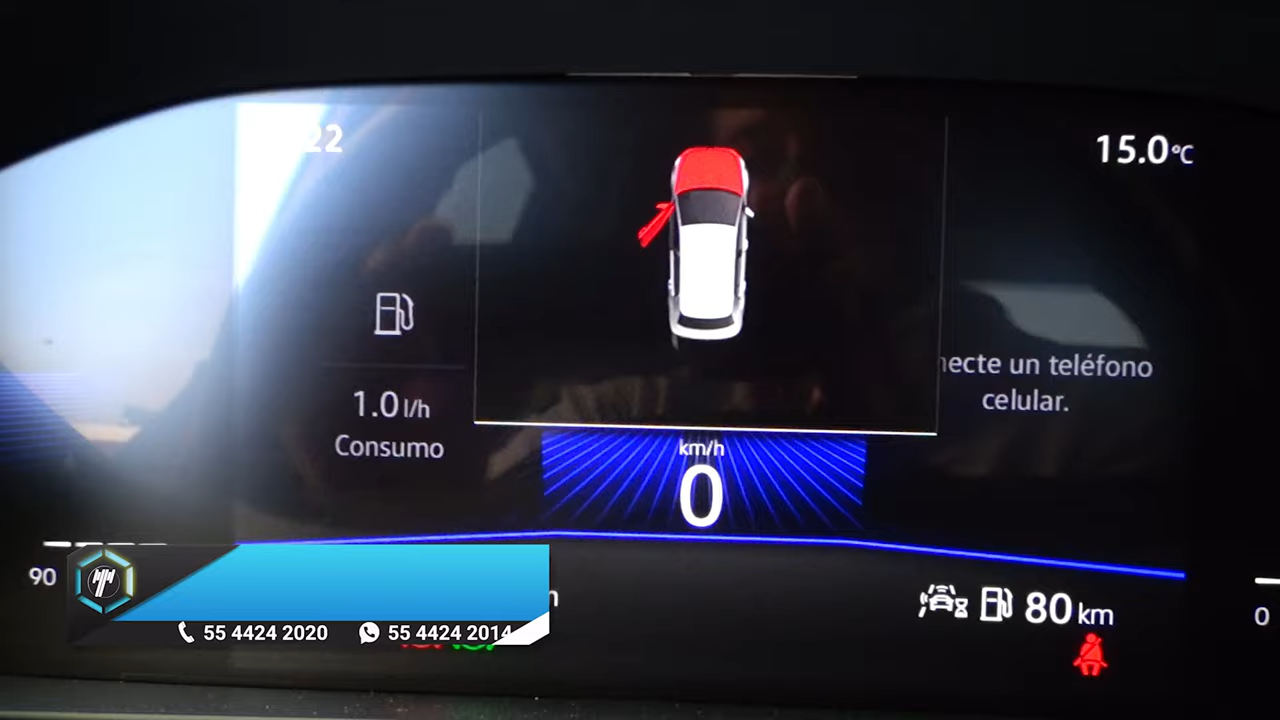 22
15.0°C
necte un teléfono
celular.
1.0 l/h
Consumo
km/h
0
90
80 km
0
55 4424 2020
55 4424 2014